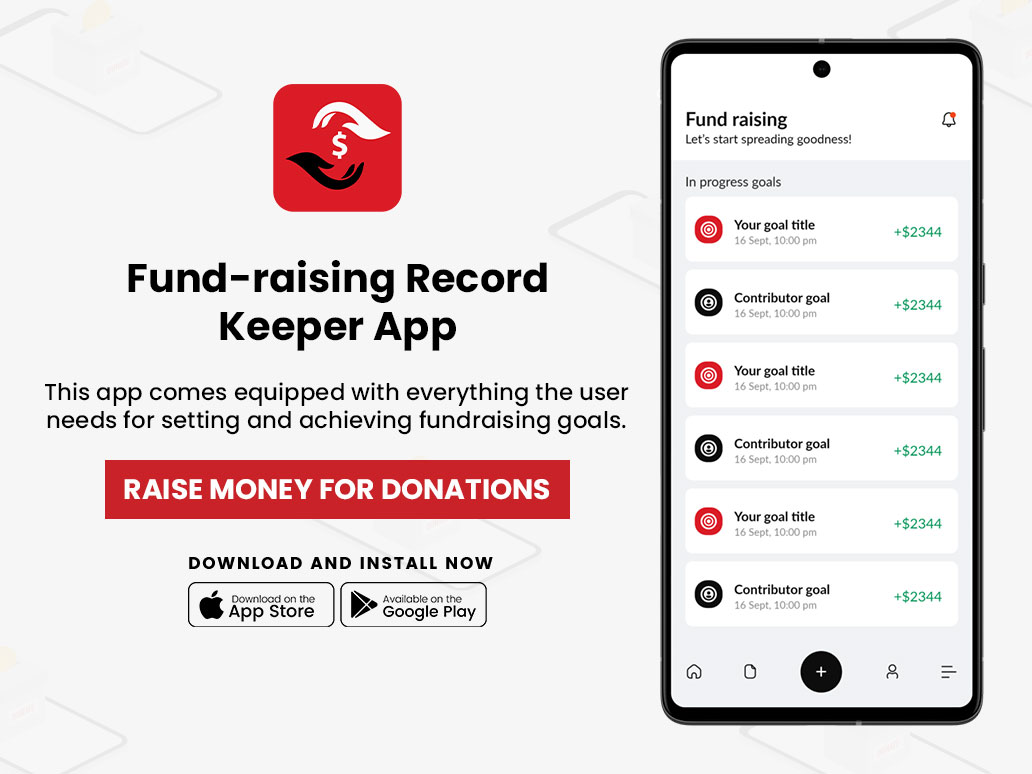 $
Fund-raising Record
Keeper App
This app comes equipped with everything the user
needs for setting and achieving fundraising goals.
RAISE MONEY FOR DONATIONS
DOWNLOAD AND INSTALL NOW
Download on the
App Store
Available on the
Google Play
Fund raising
Let's start spreading goodness!
In progress goals
Your goal title
16 Sept, 10:00 pm
+$2344
Contributor goal
16 Sept, 10:00 pm
+$2344
Your goal title
16 Sept, 10:00 pm
+$2344
Contributor goal
16 Sept, 10:00 pm
+$2344
Your goal title
16 Sept, 10:00 pm
+$2344
Contributor goal
16 Sept, 10:00 pm
+$2344